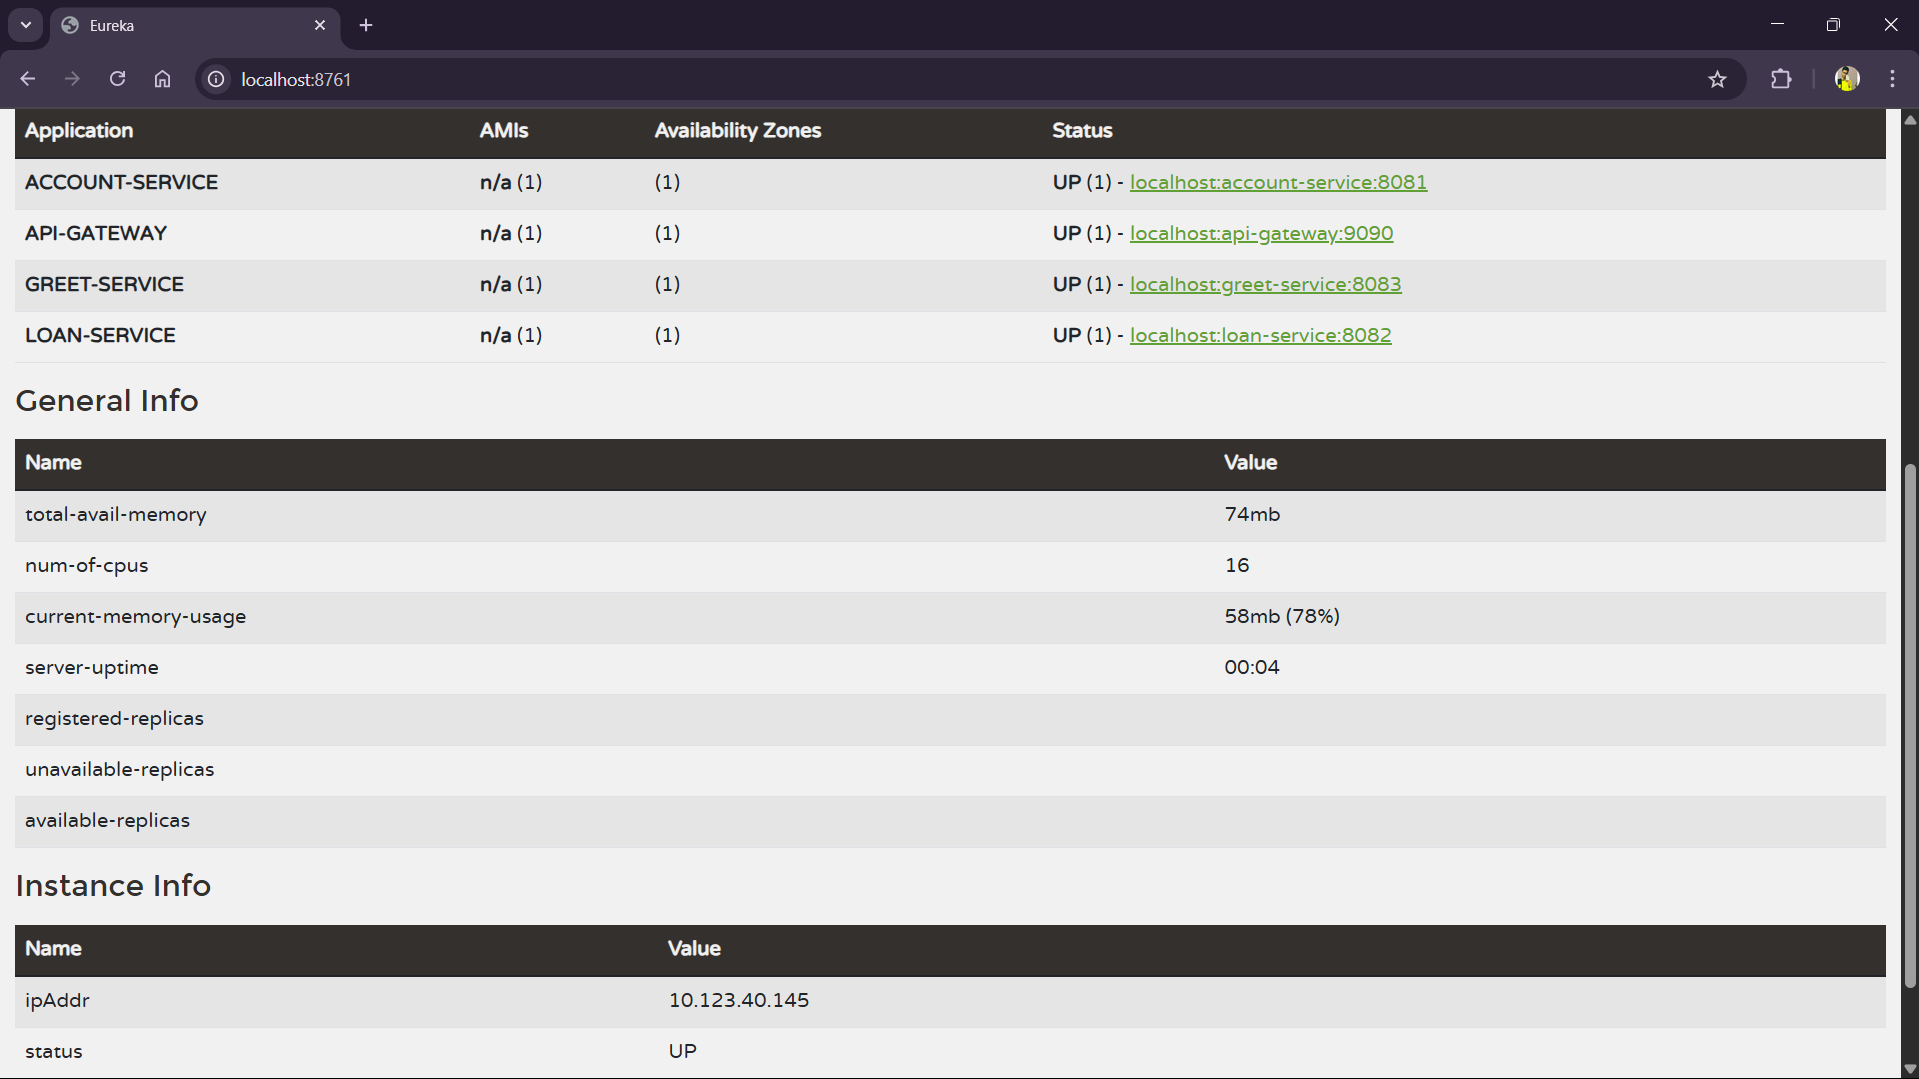 Eureka
localhost:8761
Application AMIs Availability Zones Status
ACCOUNT-SERVICE n/a (1) (1) UP (1) - localhost:account-service:8081
API-GATEWAY n/a (1) (1) UP (1) - localhost:api-gateway:9090
GREET-SERVICE n/a (1) (1) UP (1) - localhost:greet-service:8083
LOAN-SERVICE n/a (1) (1) UP (1) - localhost:loan-service:8082
General Info
Name Value
total-avail-memory 74mb
num-of-cpus 16
current-memory-usage 58mb (78%)
server-uptime 00:04
registered-replicas
unavailable-replicas
available-replicas
Instance Info
Name Value
ipAddr 10.123.40.145
status UP